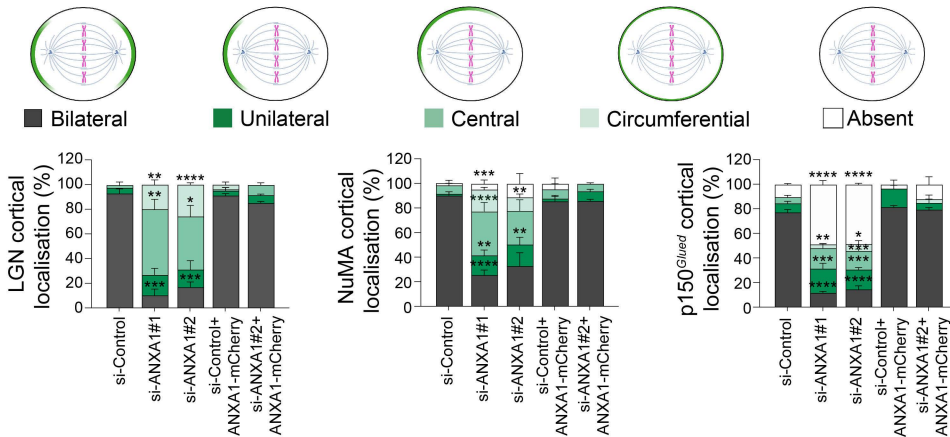 Bilateral
Unilateral
Central
Circumferential
Absent
LGN cortical
localisation (%)
120
100
80
60
40
20
0
**
**
***
****
*
***
si-Control
si-ANXA1#1
si-ANXA1#2
si-Control+
ANXA1-mCherry
si-ANXA1#2+
ANXA1-mCherry
NuMA cortical
localisation (%)
120
100
80
60
40
20
0
***
****
**
****
**
**
si-Control
si-ANXA1#1
si-ANXA1#2
si-Control+
ANXA1-mCherry
si-ANXA1#2+
ANXA1-mCherry
p150Glued cortical
localisation (%)
120
100
80
60
40
20
0
****
**
***
****
****
*
***
***
****
si-Control
si-ANXA1#1
si-ANXA1#2
si-Control+
ANXA1-mCherry
si-ANXA1#2+
ANXA1-mCherry